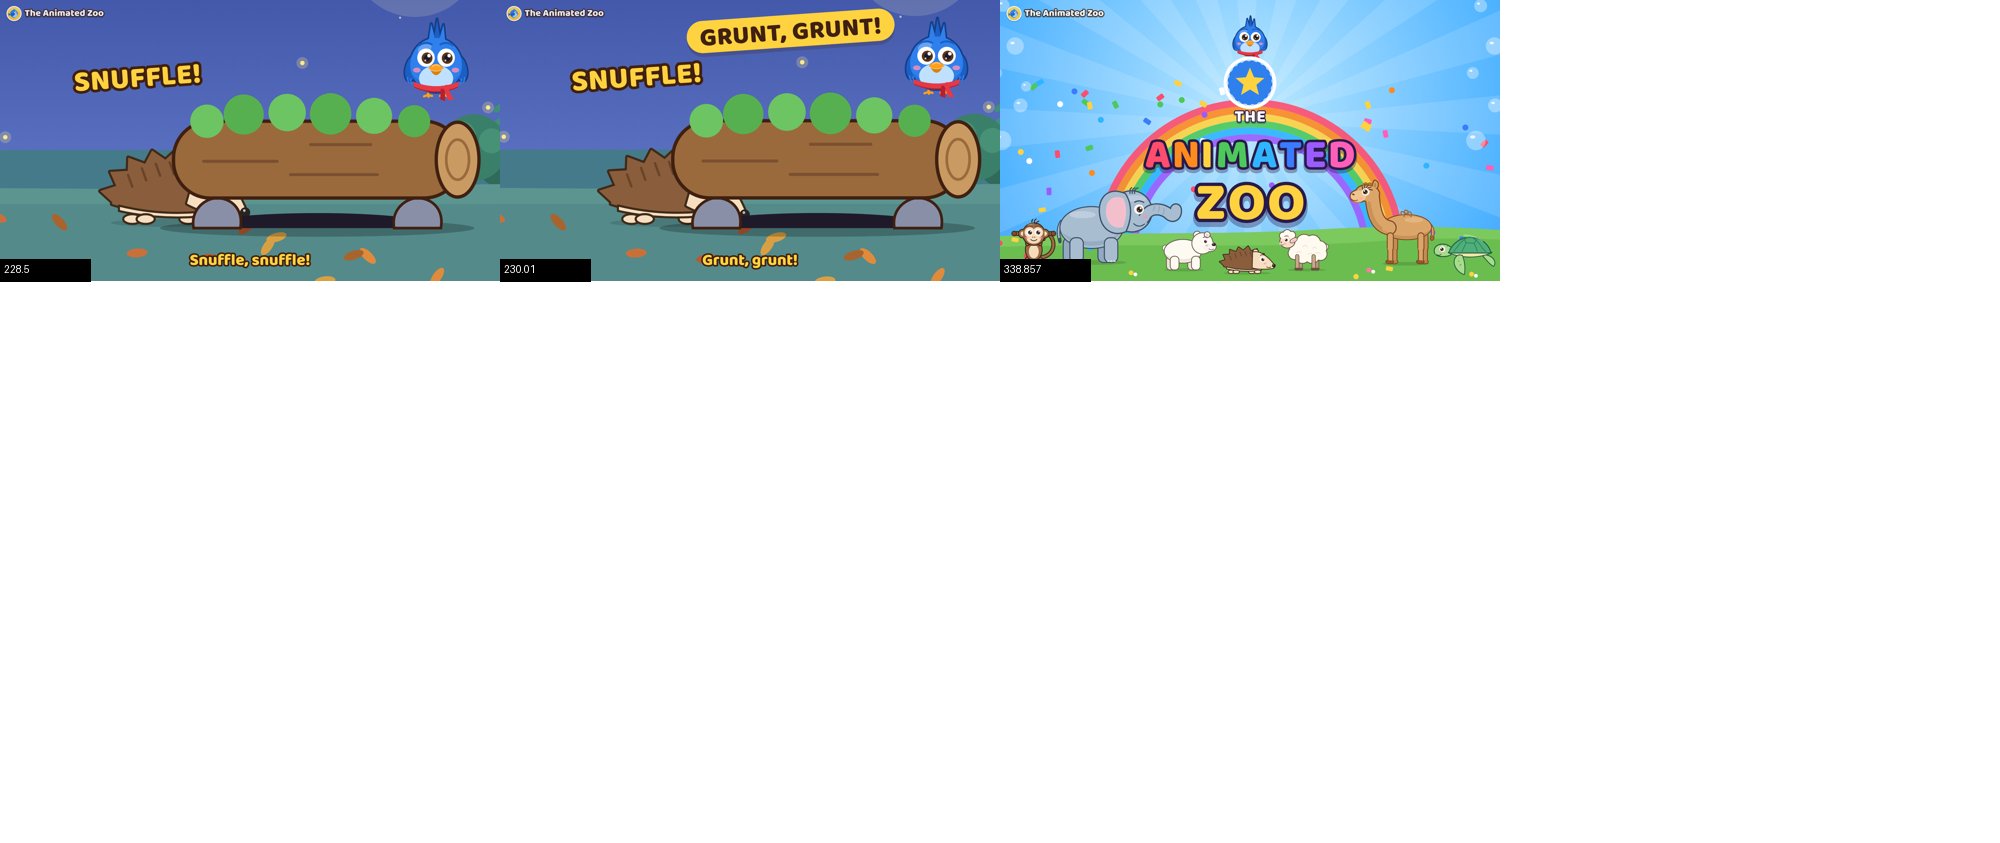 The Animated Zoo
SNUFFLE!
Snuffle, snuffle!
228.5
The Animated Zoo
GRUNT, GRUNT!
SNUFFLE!
Grunt, grunt!
230.01
The Animated Zoo
THE
ANIMATED
ZOO
338.857